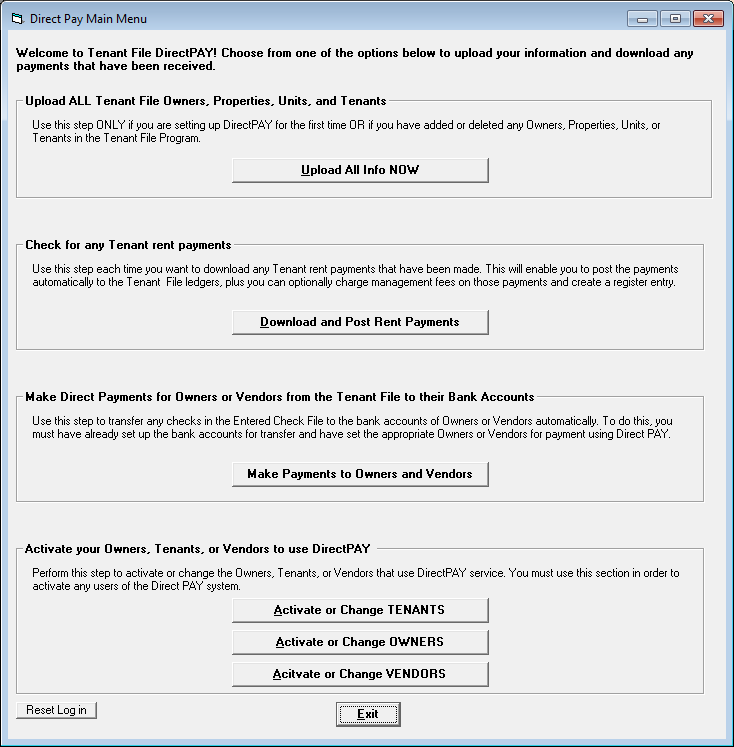 Direct Pay Main Menu
Welcome to Tenant File DirectPAY! Choose from one of the options below to upload your information and download any
payments that have been received.
Upload ALL Tenant File Owners, Properties, Units, and Tenants
Use this step ONLY if you are setting up DirectPAY for the first time OR if you have added or deleted any Owners, Properties, Units, or
Tenants in the Tenant File Program.
Upload All Info NOW
Check for any Tenant rent payments
Use this step each time you want to download any Tenant rent payments that have been made. This will enable you to post the payments
automatically to the Tenant  File ledgers, plus you can optionally charge management fees on those payments and create a register entry.
Download and Post Rent Payments
Make Direct Payments for Owners or Vendors from the Tenant File to their Bank Accounts
Use this step to transfer any checks in the Entered Check File to the bank accounts of Owners or Vendors automatically. To do this, you
must have already set up the bank accounts for transfer and have set the appropriate Owners or Vendors for payment using Direct PAY.
Make Payments to Owners and Vendors
Activate your Owners, Tenants, or Vendors to use DirectPAY
Perform this step to activate or change the Owners, Tenants, or Vendors that use DirectPAY service. You must use this section in order to
activate any users of the Direct PAY system.
Activate or Change TENANTS
Activate or Change OWNERS
Acitvate or Change VENDORS
Reset Log in
Exit